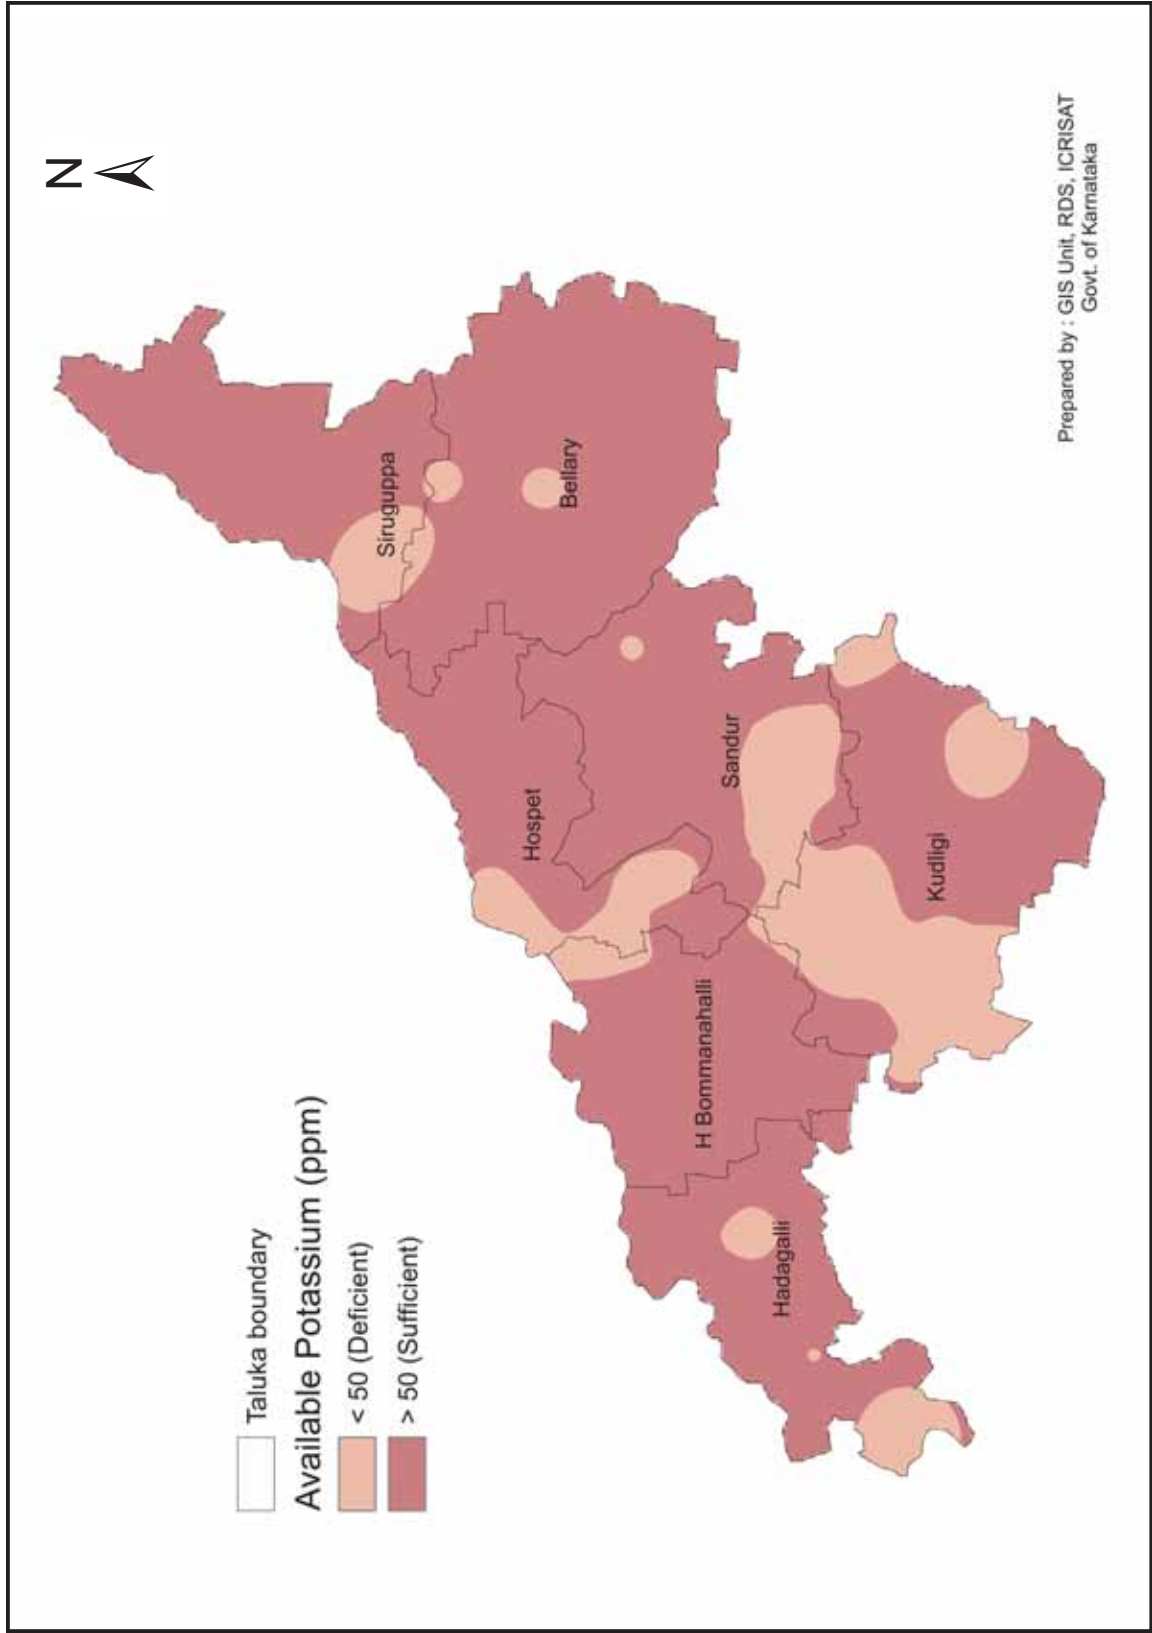 N
Taluka boundary
Available Potassium (ppm)
< 50 (Deficient)
> 50 (Sufficient)
Siruguppa
Bellary
Hospet
Sandur
Kudligi
H Bommanahalli
Hadagalli
Prepared by : GIS Unit, RDS, ICRISAT
Govt. of Karnataka